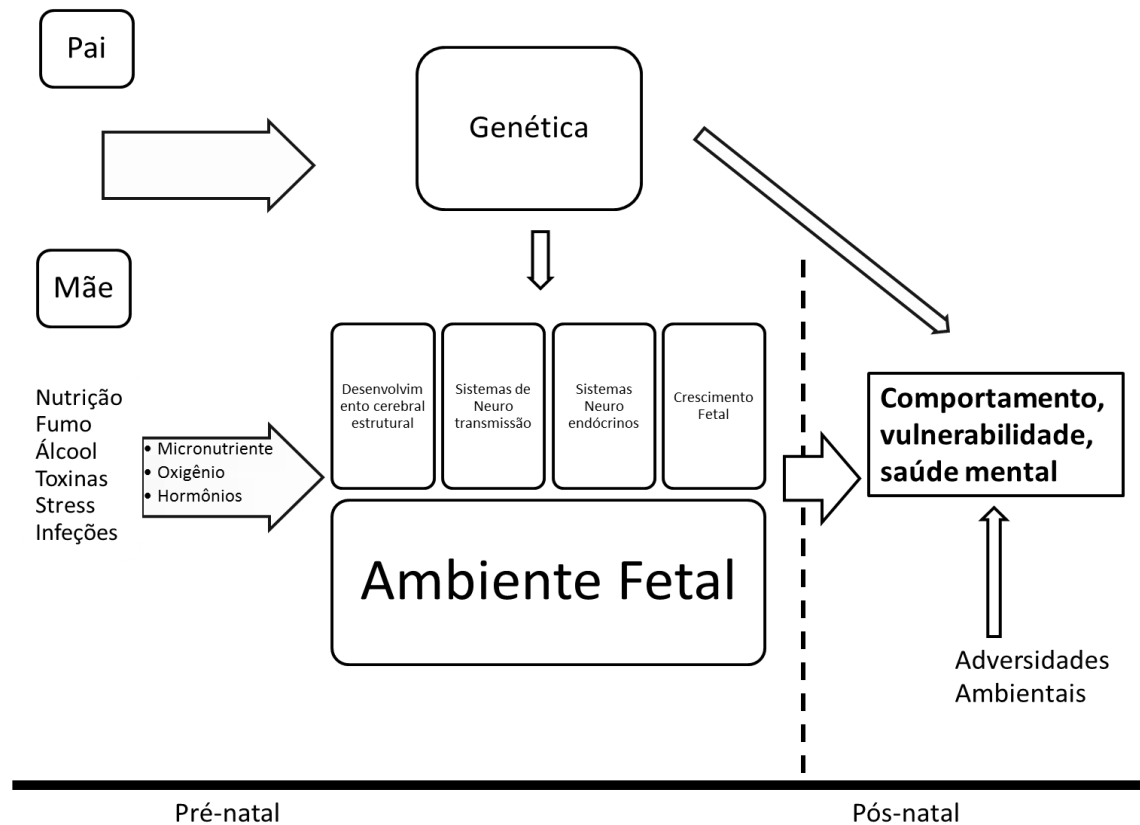 Pai
Genética
Mãe
Nutrição
Fumo
Álcool
Toxinas
Stress
Infeções
• Micronutriente
• Oxigênio
• Hormônios
Desenvolvim
ento cerebral
estrutural
Sistemas de
Neuro
transmissão
Sistemas
Neuro
endócrinos
Crescimento
Fetal
Ambiente Fetal
Comportamento,
vulnerabilidade,
saúde mental
Adversidades
Ambientais
Pré-natal
Pós-natal